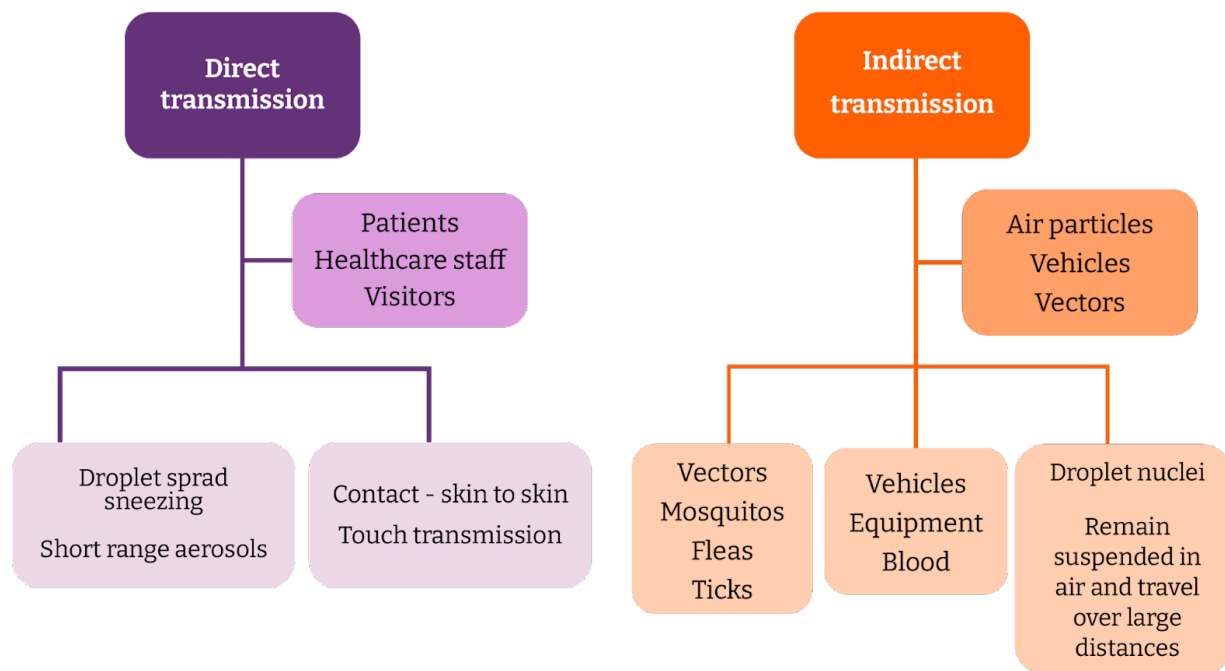 Direct
transmission
Patients
Healthcare staff
Visitors
Droplet sprad
sneezing
Short range aerosols
Contact - skin to skin
Touch transmission
Indirect
transmission
Air particles
Vehicles
Vectors
Vectors
Mosquitos
Fleas
Ticks
Vehicles
Equipment
Blood
Droplet nuclei
Remain
suspended in
air and travel
over large
distances